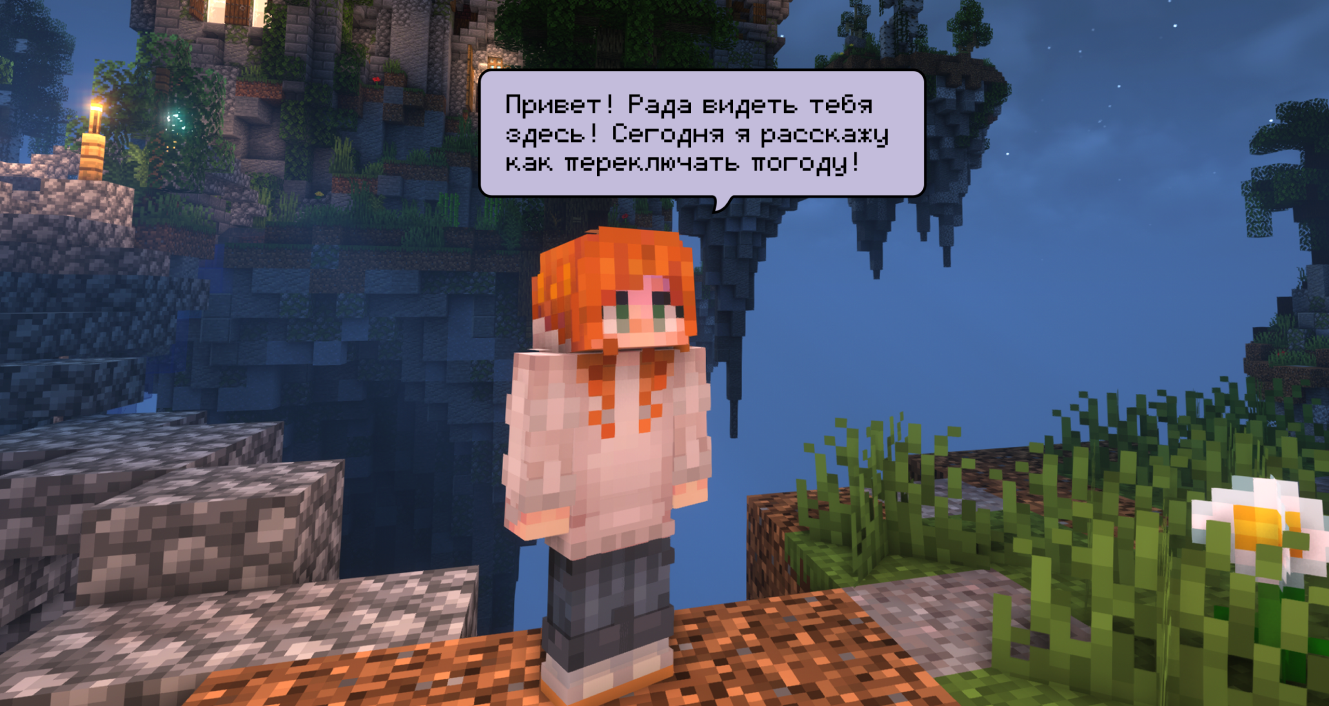 Привет! Рада видеть тебя
здесь! Сегодня я расскажу
как переключать погоду!